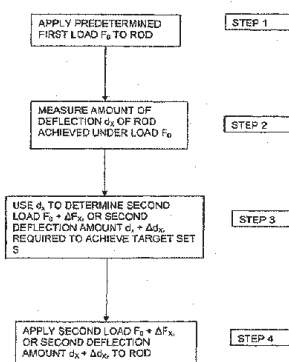 APPLY PREDETERMINED
FIRST LOAD F₀ TO ROD
STEP 1
MEASURE AMOUNT OF
DEFLECTION dₓ OF ROD
ACHIEVED UNDER LOAD F₀
STEP 2
USE dₓ TO DETERMINE SECOND
LOAD F₀ + ΔFₓ, OR SECOND
DEFLECTION AMOUNT dₓ + Δdₓ,
REQUIRED TO ACHIEVE TARGET SET
S
STEP 3
APPLY SECOND LOAD F₀ + ΔFₓ,
OR SECOND DEFLECTION
AMOUNT dₓ + Δdₓ, TO ROD
STEP 4